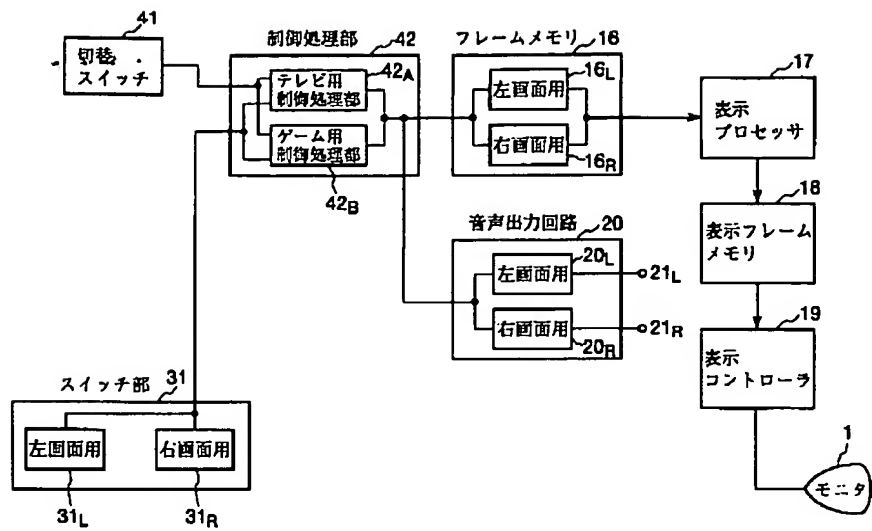 41
切替
スイッチ
制御処理部 42
テレビ用
制御処理部
42A
ゲーム用
制御処理部
42B
フレームメモリ 16
左画面用
16L
右画面用
16R
17
表示
プロセッサ
18
表示フレーム
メモリ
19
表示
コントローラ
音声出力回路 20
左画面用
20L
21L
右画面用
20R
21R
スイッチ部 31
左画面用
右画面用
31L
31R
1
モニタ